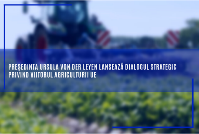 PREȘEDINTA URSULA VON DER LEYEN LANSEAZĂ DIALOGUL STRATEGIC
PRIVIND VIITORUL AGRICULTURII UE